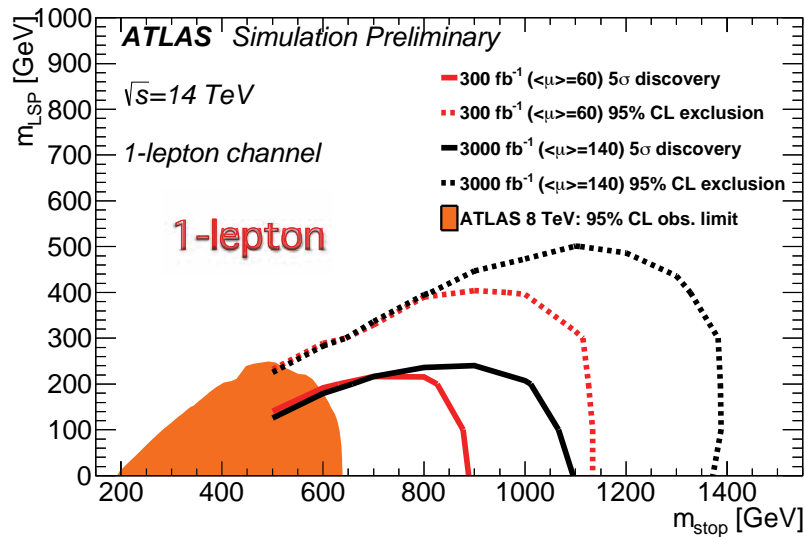 ATLAS Simulation Preliminary
√s=14 TeV
1-lepton channel
1-lepton
300 fb⁻¹ (<μ>=60) 5σ discovery
300 fb⁻¹ (<μ>=60) 95% CL exclusion
3000 fb⁻¹ (<μ>=140) 5σ discovery
3000 fb⁻¹ (<μ>=140) 95% CL exclusion
ATLAS 8 TeV: 95% CL obs. limit
m_LSP [GeV]
1000
900
800
700
600
500
400
300
200
100
0
200 400 600 800 1000 1200 1400
m_stop [GeV]